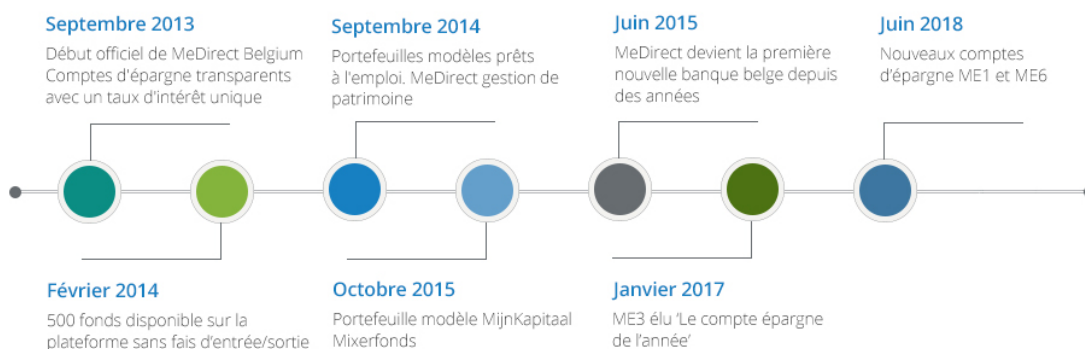 Septembre 2013
Début officiel de MeDirect Belgium
Comptes d'épargne transparents
avec un taux d'intérêt unique
Septembre 2014
Portefeuilles modèles prêts
à l'emploi. MeDirect gestion de
patrimoine
Juin 2015
MeDirect devient la première
nouvelle banque belge depuis
des années
Juin 2018
Nouveaux comptes
d'épargne ME1 et ME6
Février 2014
500 fonds disponible sur la
plateforme sans fais d'entrée/sortie
Octobre 2015
Portefeuille modèle MijnKapitaal
Mixerfonds
Janvier 2017
ME3 élu ‘Le compte épargne
de l'année’